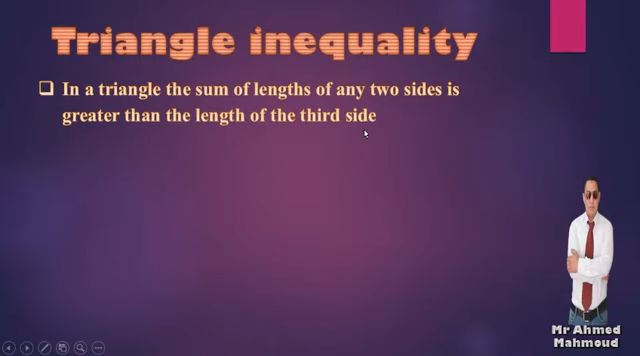 Triangle inequality
In a triangle the sum of lengths of any two sides is
greater than the length of the third side
Mr Ahmed
Mahmoud